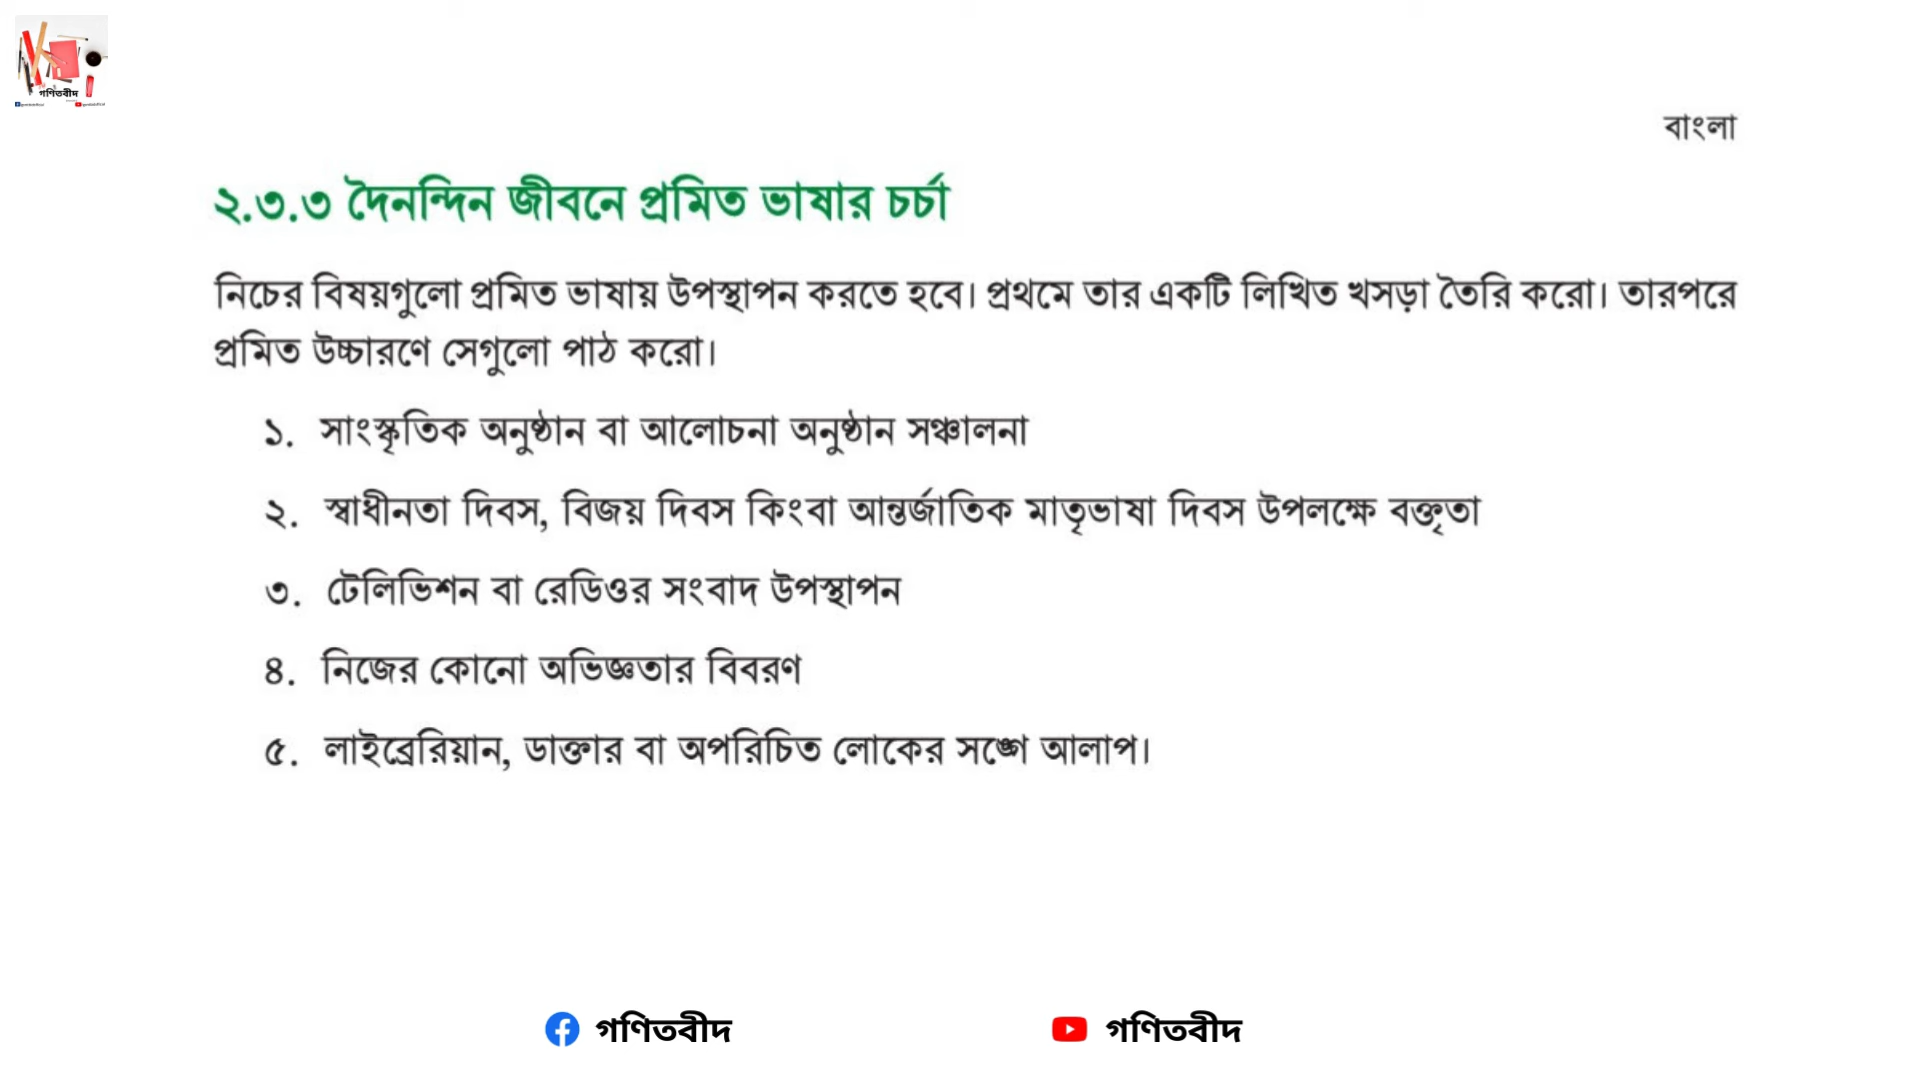 গণিতবীদ
বাংলা
২.৩.৩ দৈনন্দিন জীবনে প্রমিত ভাষার চর্চা
নিচের বিষয়গুলো প্রমিত ভাষায় উপস্থাপন করতে হবে। প্রথমে তার একটি লিখিত খসড়া তৈরি করো। তারপরে
প্রমিত উচ্চারণে সেগুলো পাঠ করো।
১. সাংস্কৃতিক অনুষ্ঠান বা আলোচনা অনুষ্ঠান সঞ্চালনা
২. স্বাধীনতা দিবস, বিজয় দিবস কিংবা আন্তর্জাতিক মাতৃভাষা দিবস উপলক্ষে বক্তৃতা
৩. টেলিভিশন বা রেডিওর সংবাদ উপস্থাপন
৪. নিজের কোনো অভিজ্ঞতার বিবরণ
৫. লাইব্রেরিয়ান, ডাক্তার বা অপরিচিত লোকের সঙ্গে আলাপ।
গণিতবীদ
গণিতবীদ